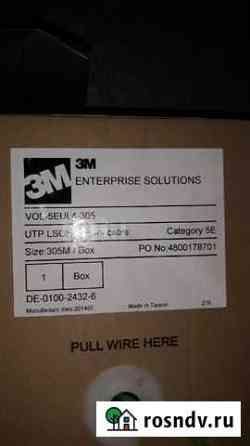 3M
3M
ENTERPRISE SOLUTIONS
VOL-5EUL4-305
UTP Category 5E
Size: 305M / Box PO No: 4800178701
1 Box
DE-0100-2432-6
Made in Taiwan
PULL WIRE HERE
rosndv.ru